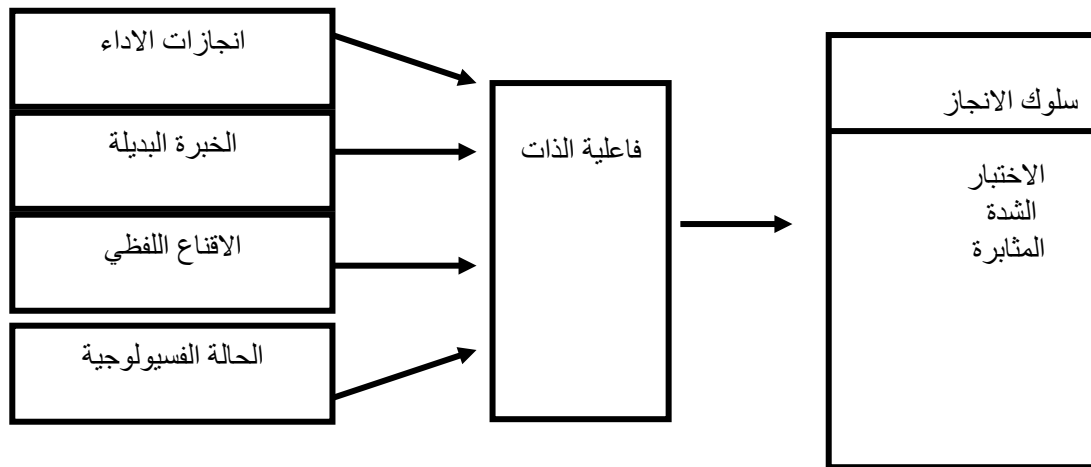 انجازات الاداء
الخبرة البديلة
الاقناع اللفظي
الحالة الفسيولوجية
فاعلية الذات
سلوك الانجاز
الاختبار
الشدة
المثابرة